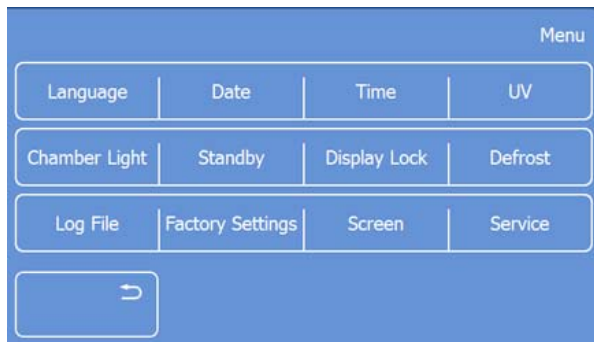 Menu
Language Date Time UV
Chamber Light Standby Display Lock Defrost
Log File Factory Settings Screen Service